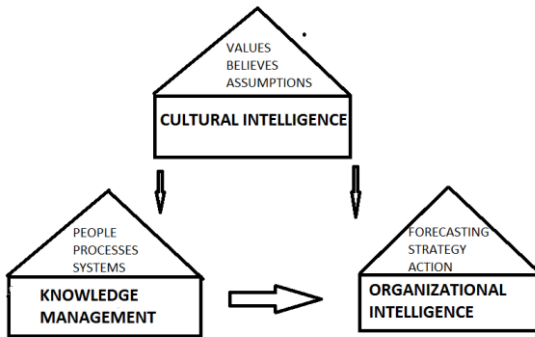 VALUES
BELIEVES
ASSUMPTIONS
CULTURAL INTELLIGENCE
PEOPLE
PROCESSES
SYSTEMS
KNOWLEDGE
MANAGEMENT
FORECASTING
STRATEGY
ACTION
ORGANIZATIONAL
INTELLIGENCE